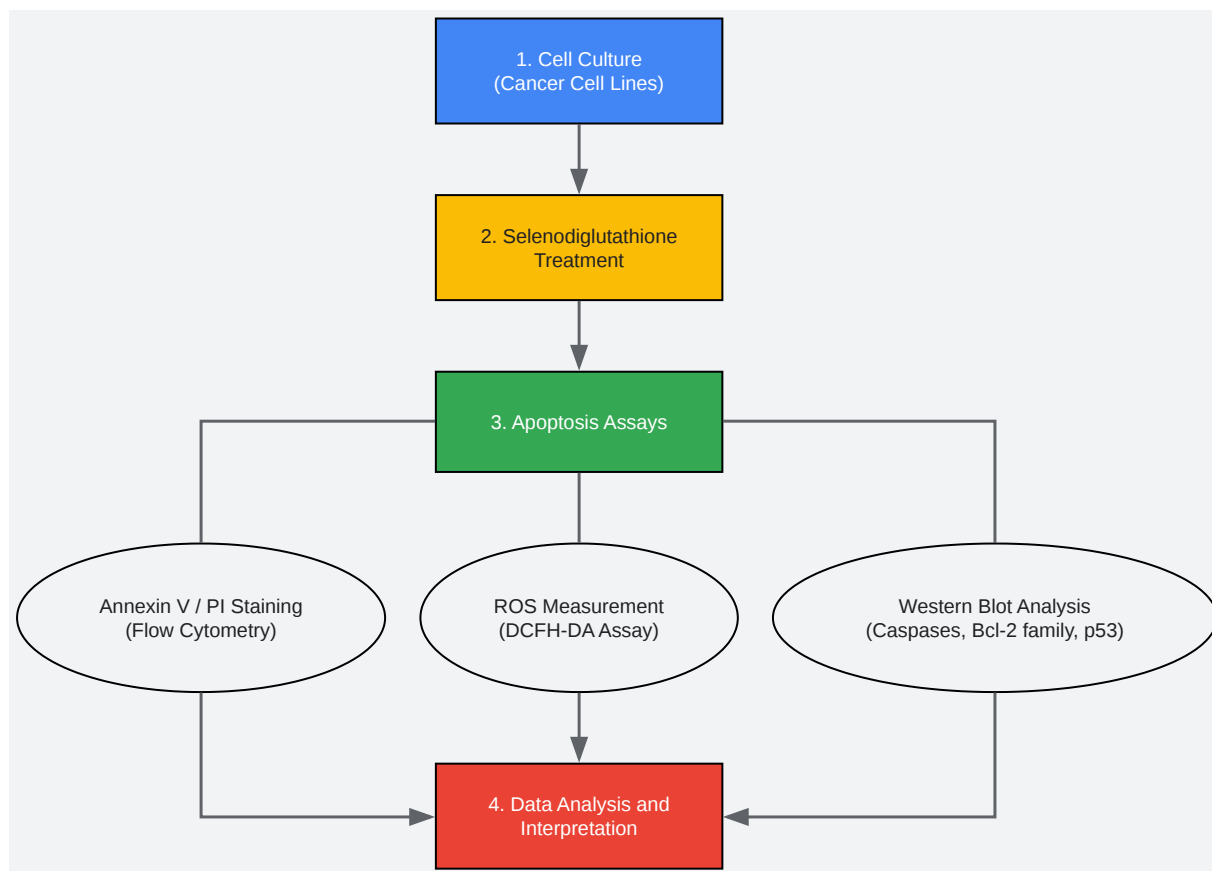 1. Cell Culture
(Cancer Cell Lines)
2. Selenodiglutathione
Treatment
3. Apoptosis Assays
Annexin V / PI Staining
(Flow Cytometry)
ROS Measurement
(DCFH-DA Assay)
Western Blot Analysis
(Caspases, Bcl-2 family, p53)
4. Data Analysis and
Interpretation